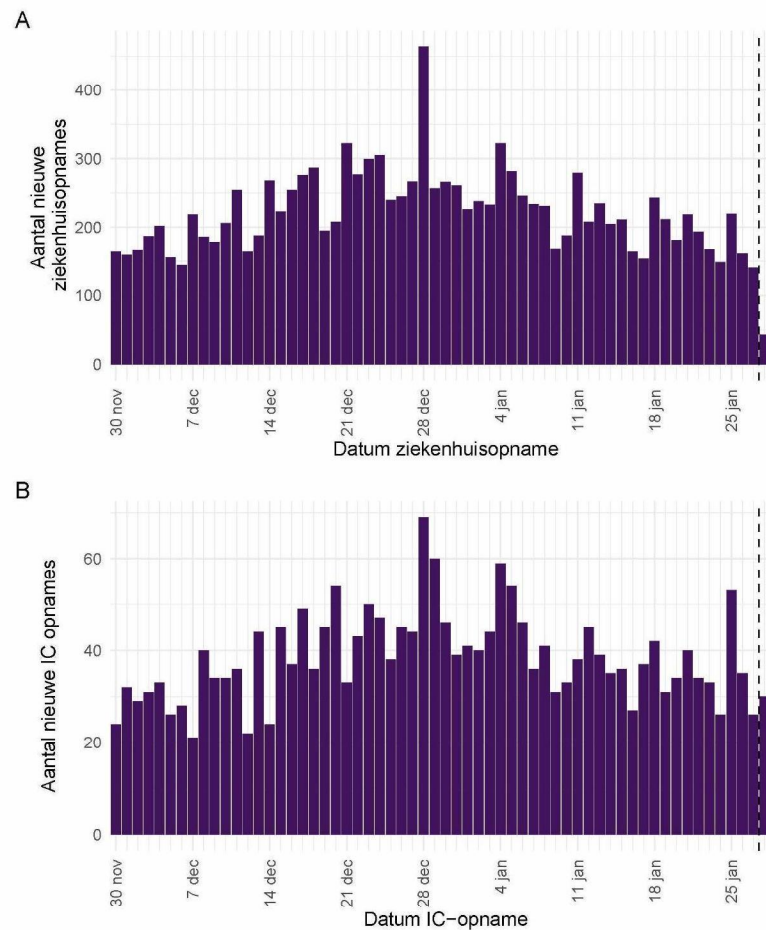 A
Aantal nieuwe
ziekenhuisopnames
400
300
200
100
0
30 nov
7 dec
14 dec
21 dec
28 dec
4 jan
11 jan
18 jan
25 jan
Datum ziekenhuisopname
B
Aantal nieuwe IC opnames
60
40
20
0
30 nov
7 dec
14 dec
21 dec
28 dec
4 jan
11 jan
18 jan
25 jan
Datum IC-opname